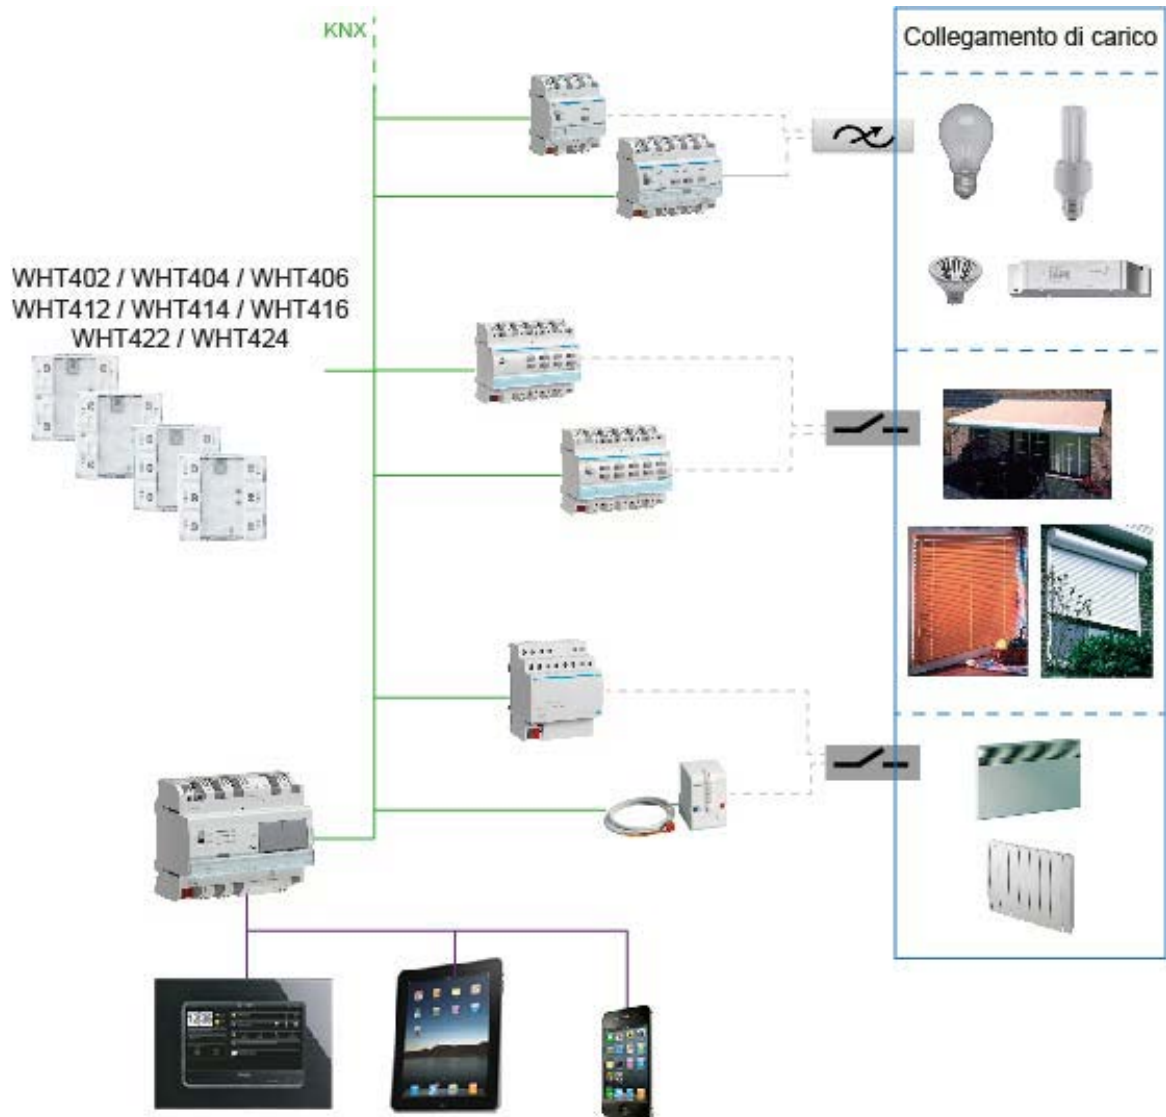 KNX
Collegamento di carico
WHT402 / WHT404 / WHT406
WHT412 / WHT414 / WHT416
WHT422 / WHT424